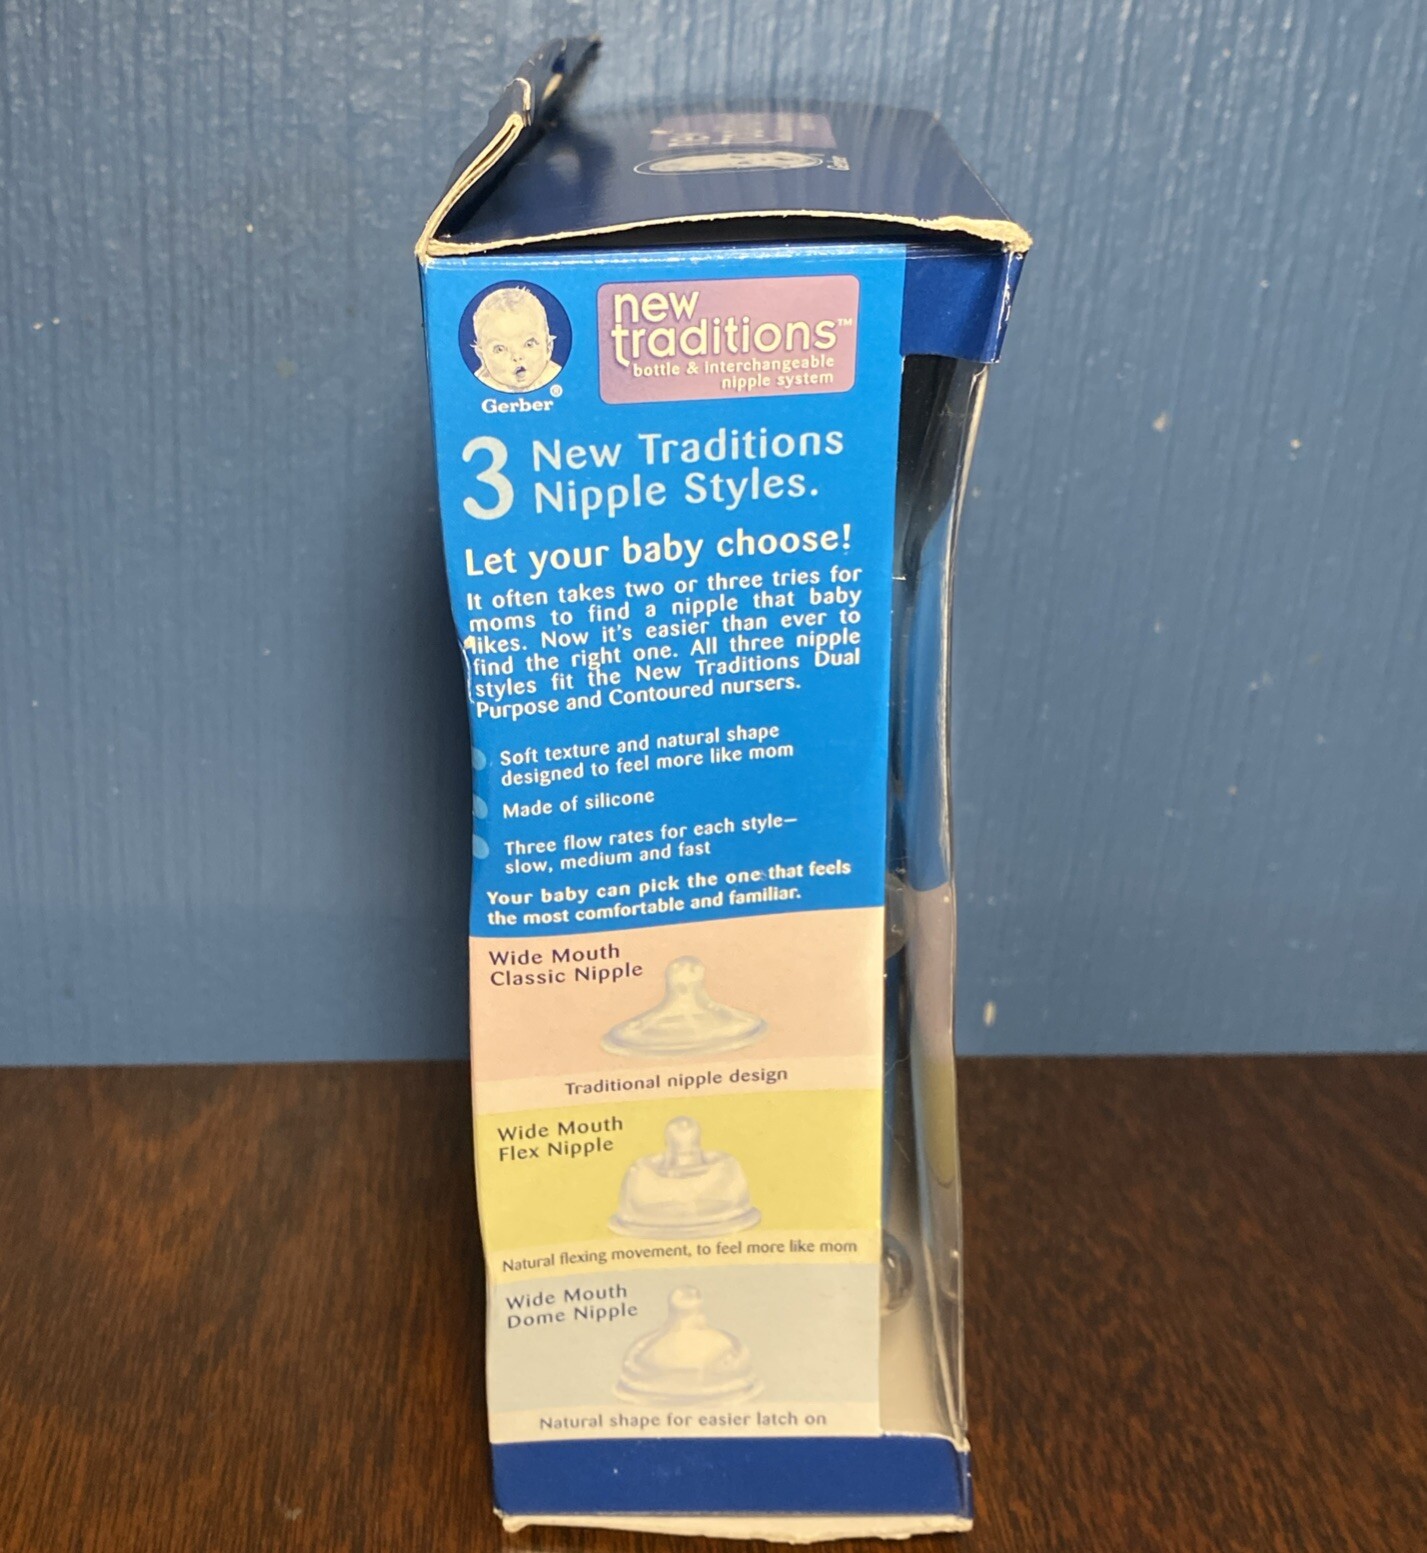 Gerber®
new
traditions™
bottle & interchangeable
nipple system
3 New Traditions
Nipple Styles.
Let your baby choose!
It often takes two or three tries for
moms to find a nipple that baby
likes. Now it's easier than ever to
find the right one. All three nipple
styles fit the New Traditions Dual
Purpose and Contoured nursers.
Soft texture and natural shape
designed to feel more like mom
Made of silicone
Three flow rates for each style—
slow, medium and fast
Your baby can pick the one that feels
the most comfortable and familiar.
Wide Mouth
Classic Nipple
Traditional nipple design
Wide Mouth
Flex Nipple
Natural flexing movement, to feel more like mom
Wide Mouth
Dome Nipple
Natural shape for easier latch on